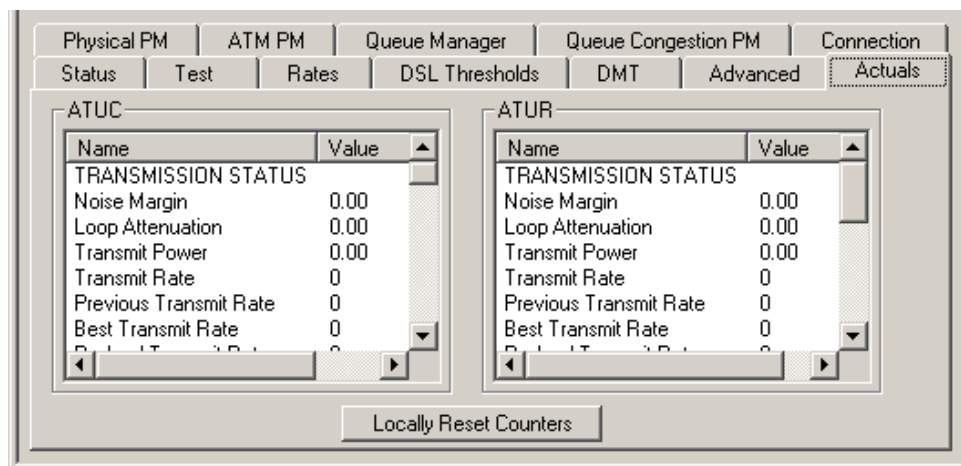 Physical PM ATM PM Queue Manager Queue Congestion PM Connection
Status Test Rates DSL Thresholds DMT Advanced Actuals
ATUC
Name Value
TRANSMISSION STATUS
Noise Margin 0.00
Loop Attenuation 0.00
Transmit Power 0.00
Transmit Rate 0
Previous Transmit Rate 0
Best Transmit Rate 0
ATUR
Name Value
TRANSMISSION STATUS
Noise Margin 0.00
Loop Attenuation 0.00
Transmit Power 0.00
Transmit Rate 0
Previous Transmit Rate 0
Best Transmit Rate 0
Locally Reset Counters